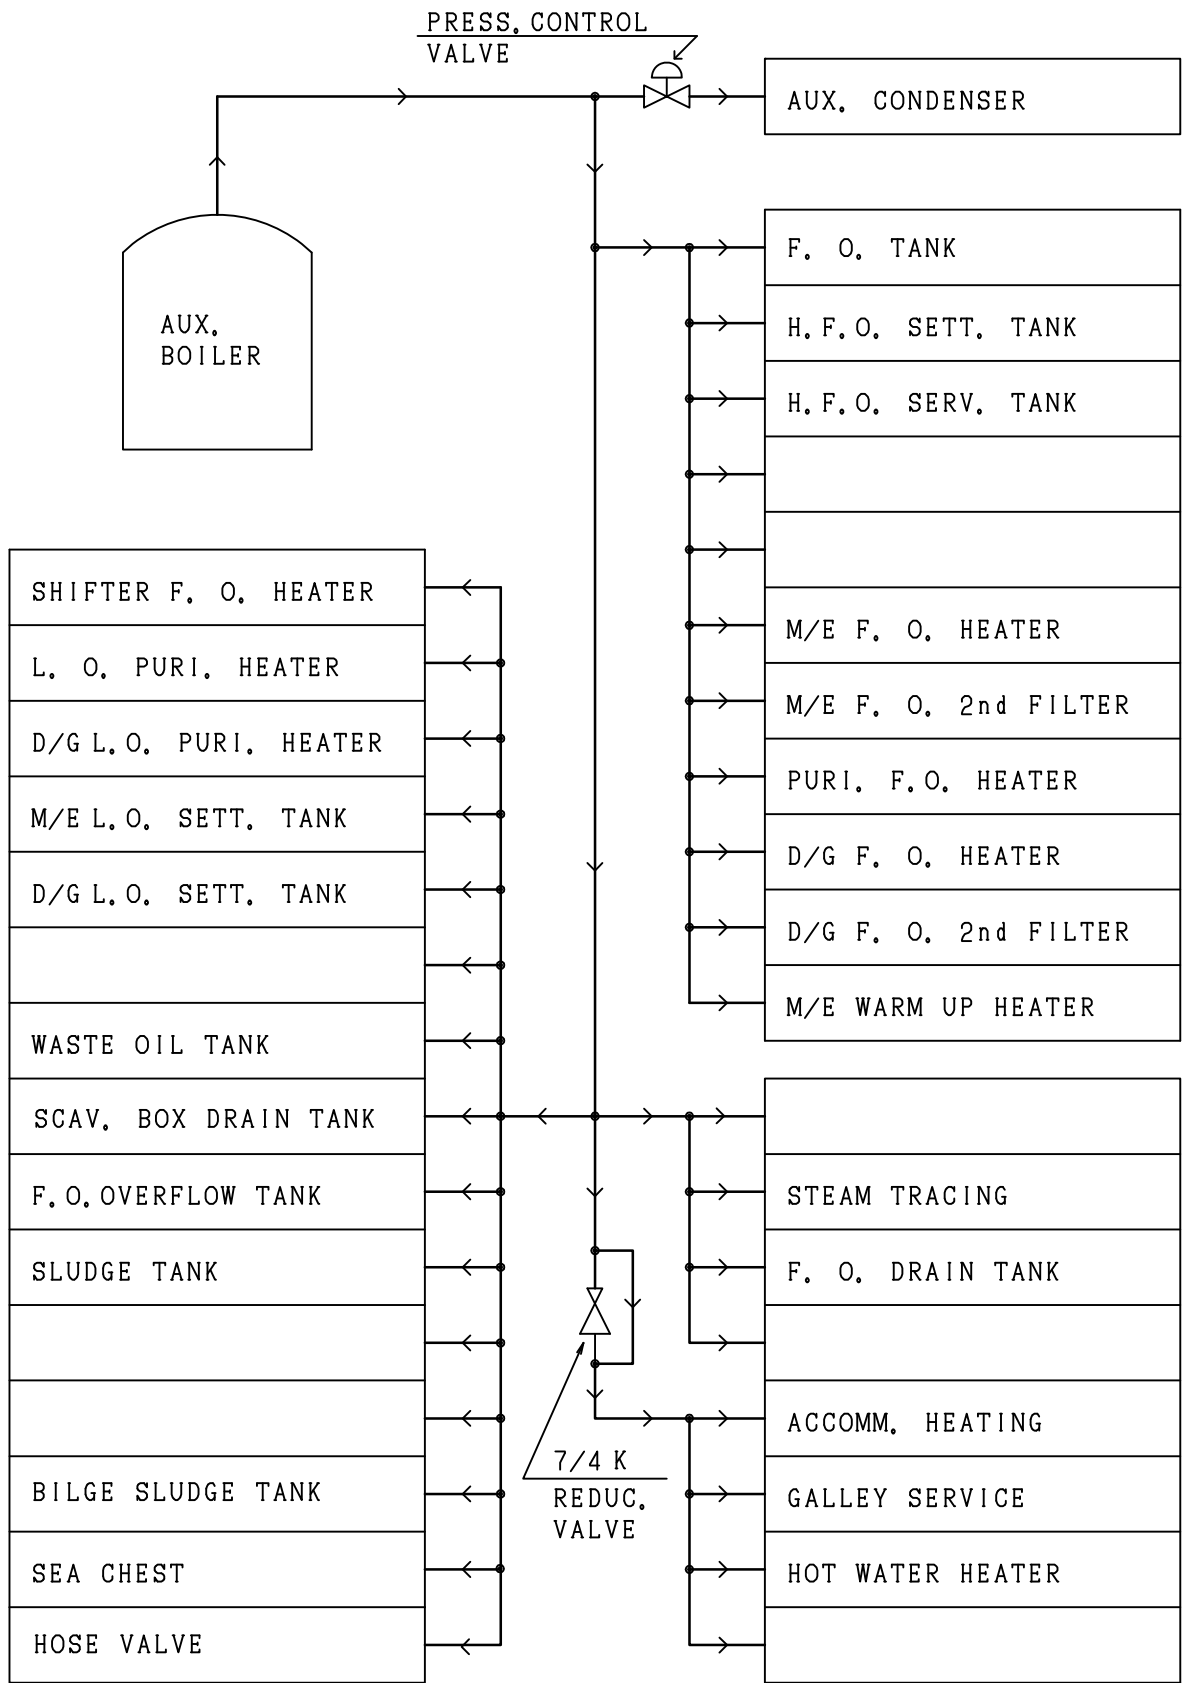 PRESS. CONTROL
VALVE
AUX. CONDENSER
AUX.
BOILER
F. O. TANK
H.F.O. SETT. TANK
H.F.O. SERV. TANK
M/E F. O. HEATER
M/E F. O. 2nd FILTER
PURI. F.O. HEATER
D/G F. O. HEATER
D/G F. O. 2nd FILTER
M/E WARM UP HEATER
SHIFTER F. O. HEATER
L. O. PURI. HEATER
D/G L.O. PURI. HEATER
M/E L.O. SETT. TANK
D/G L.O. SETT. TANK
WASTE OIL TANK
SCAV. BOX DRAIN TANK
F.O.OVERFLOW TANK
SLUDGE TANK
BILGE SLUDGE TANK
SEA CHEST
HOSE VALVE
STEAM TRACING
F. O. DRAIN TANK
ACCOMM. HEATING
GALLEY SERVICE
HOT WATER HEATER
7/4 K
REDUC.
VALVE